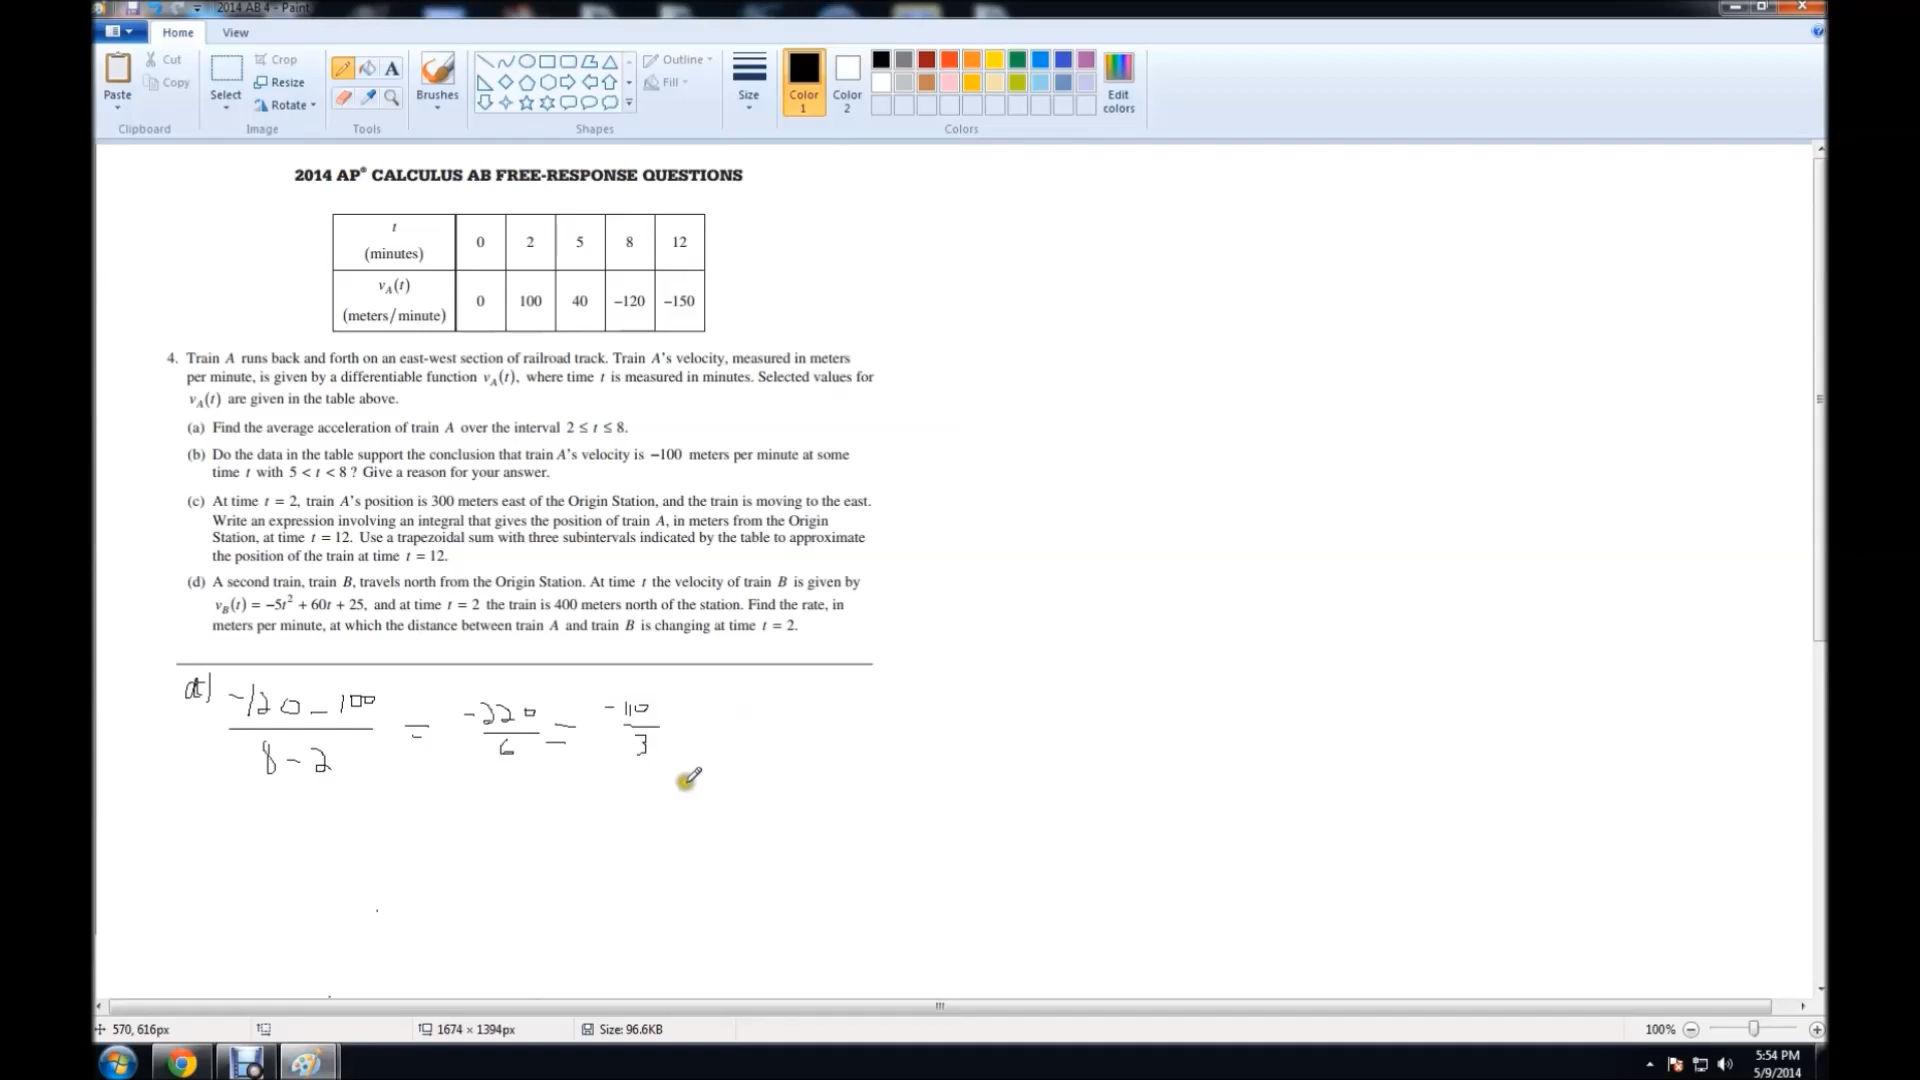 2014 AB 4 - Paint
Home View
Paste Cut Copy Clipboard
Select Crop Resize Rotate Image
Tools
Brushes
Outline Fill Shapes
Size
Color 1 Color 2 Edit colors Colors
2014 AP® CALCULUS AB FREE-RESPONSE QUESTIONS
t (minutes) 0 2 5 8 12
v_A(t) (meters/minute) 0 100 40 –120 –150
4. Train A runs back and forth on an east-west section of railroad track. Train A's velocity, measured in meters
per minute, is given by a differentiable function v_A(t), where time t is measured in minutes. Selected values for
v_A(t) are given in the table above.
(a) Find the average acceleration of train A over the interval 2 ≤ t ≤ 8.
(b) Do the data in the table support the conclusion that train A's velocity is –100 meters per minute at some
time t with 5 < t < 8 ? Give a reason for your answer.
(c) At time t = 2, train A's position is 300 meters east of the Origin Station, and the train is moving to the east.
Write an expression involving an integral that gives the position of train A, in meters from the Origin
Station, at time t = 12. Use a trapezoidal sum with three subintervals indicated by the table to approximate
the position of the train at time t = 12.
(d) A second train, train B, travels north from the Origin Station. At time t the velocity of train B is given by
v_B(t) = –5t² + 60t + 25, and at time t = 2 the train is 400 meters north of the station. Find the rate, in
meters per minute, at which the distance between train A and train B is changing at time t = 2.
-120 - 100 = -220 = -110
8 - 2 6 3
570, 616px 1674 × 1394px Size: 96.6KB 100%
5:54 PM
5/9/2014